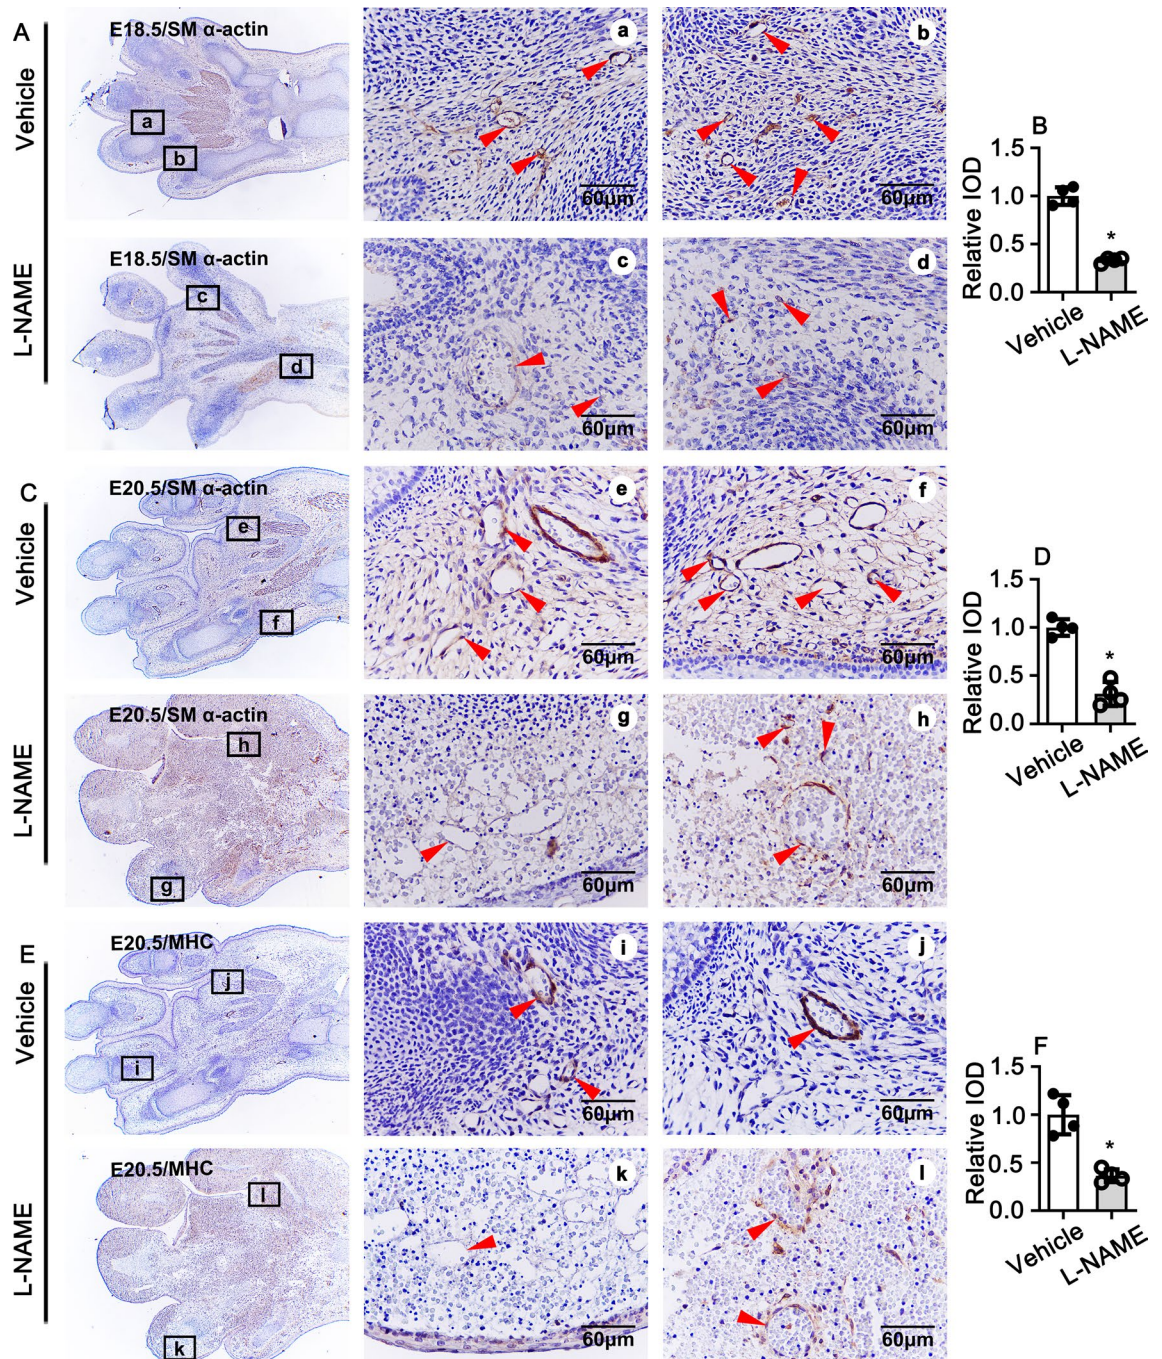 A
Vehicle
E18.5/SM α-actin
a
b
a
60μm
b
60μm
L-NAME
E18.5/SM α-actin
c
d
c
60μm
d
60μm
B
Relative IOD
1.5
1.0
0.5
0.0
*
Vehicle
L-NAME
C
Vehicle
E20.5/SM α-actin
e
f
e
60μm
f
60μm
L-NAME
E20.5/SM α-actin
h
g
g
60μm
h
60μm
D
Relative IOD
1.5
1.0
0.5
0.0
*
Vehicle
L-NAME
E
Vehicle
E20.5/MHC
j
i
i
60μm
j
60μm
L-NAME
E20.5/MHC
l
k
k
60μm
l
60μm
F
Relative IOD
1.5
1.0
0.5
0.0
*
Vehicle
L-NAME